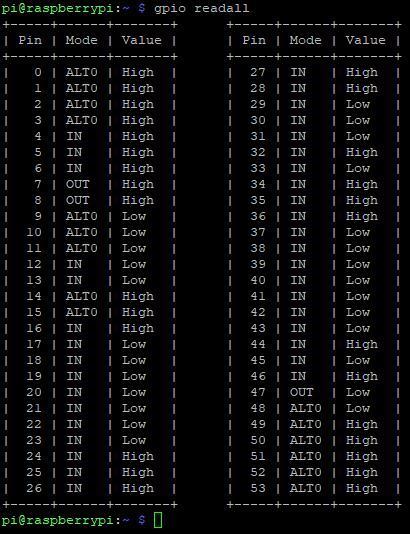 pi@raspberrypi:~ $ gpio readall
+-----+------+-------+      +-----+------+-------+
| Pin | Mode | Value |      | Pin | Mode | Value |
+-----+------+-------+      +-----+------+-------+
|   0 | ALT0 | High  |      |  27 | IN   | High  |
|   1 | ALT0 | High  |      |  28 | IN   | High  |
|   2 | ALT0 | High  |      |  29 | IN   | Low   |
|   3 | ALT0 | High  |      |  30 | IN   | Low   |
|   4 | IN   | High  |      |  31 | IN   | Low   |
|   5 | IN   | High  |      |  32 | IN   | High  |
|   6 | IN   | High  |      |  33 | IN   | Low   |
|   7 | OUT  | High  |      |  34 | IN   | High  |
|   8 | OUT  | High  |      |  35 | IN   | High  |
|   9 | ALT0 | Low   |      |  36 | IN   | High  |
|  10 | ALT0 | Low   |      |  37 | IN   | Low   |
|  11 | ALT0 | Low   |      |  38 | IN   | Low   |
|  12 | IN   | Low   |      |  39 | IN   | Low   |
|  13 | IN   | Low   |      |  40 | IN   | Low   |
|  14 | ALT0 | High  |      |  41 | IN   | Low   |
|  15 | ALT0 | High  |      |  42 | IN   | Low   |
|  16 | IN   | High  |      |  43 | IN   | Low   |
|  17 | IN   | Low   |      |  44 | IN   | High  |
|  18 | IN   | Low   |      |  45 | IN   | Low   |
|  19 | IN   | Low   |      |  46 | IN   | High  |
|  20 | IN   | Low   |      |  47 | OUT  | Low   |
|  21 | IN   | Low   |      |  48 | ALT0 | Low   |
|  22 | IN   | Low   |      |  49 | ALT0 | High  |
|  23 | IN   | Low   |      |  50 | ALT0 | High  |
|  24 | IN   | High  |      |  51 | ALT0 | High  |
|  25 | IN   | High  |      |  52 | ALT0 | High  |
|  26 | IN   | High  |      |  53 | ALT0 | High  |
+-----+------+-------+      +-----+------+-------+
pi@raspberrypi:~ $